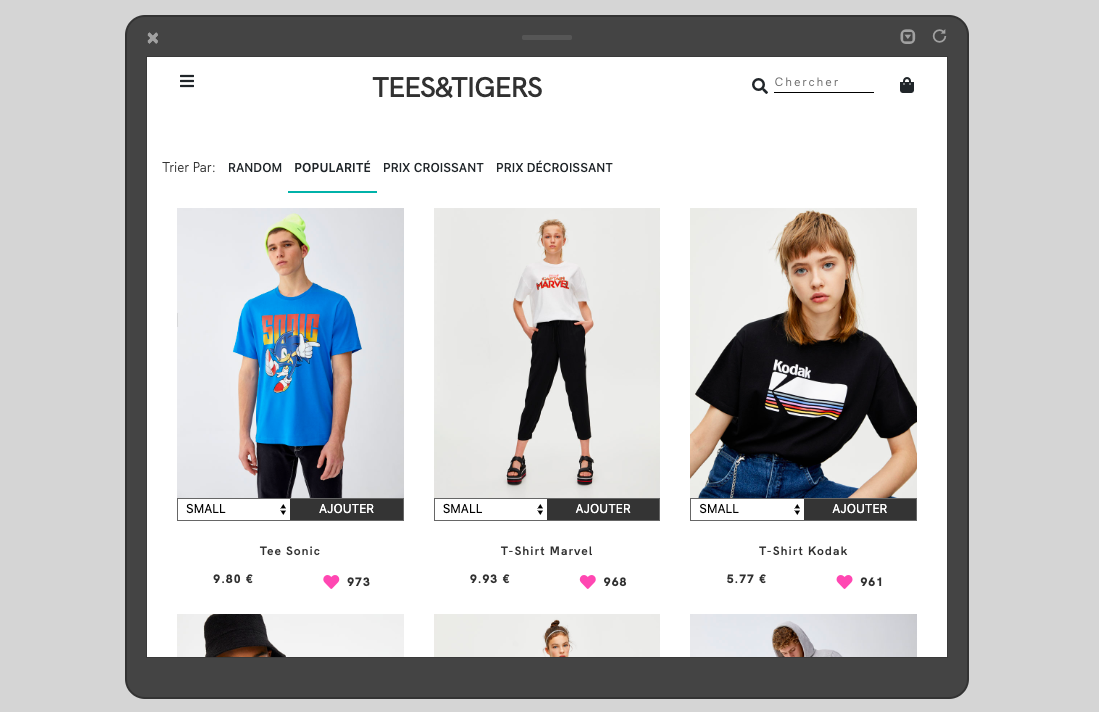 TEES&TIGERS
Chercher
Trier Par: RANDOM POPULARITÉ PRIX CROISSANT PRIX DÉCROISSANT
SONIC
MARVEL
Kodak
SMALL AJOUTER SMALL AJOUTER SMALL AJOUTER
Tee Sonic T-Shirt Marvel T-Shirt Kodak
9.80 € 973 9.93 € 968 5.77 € 961